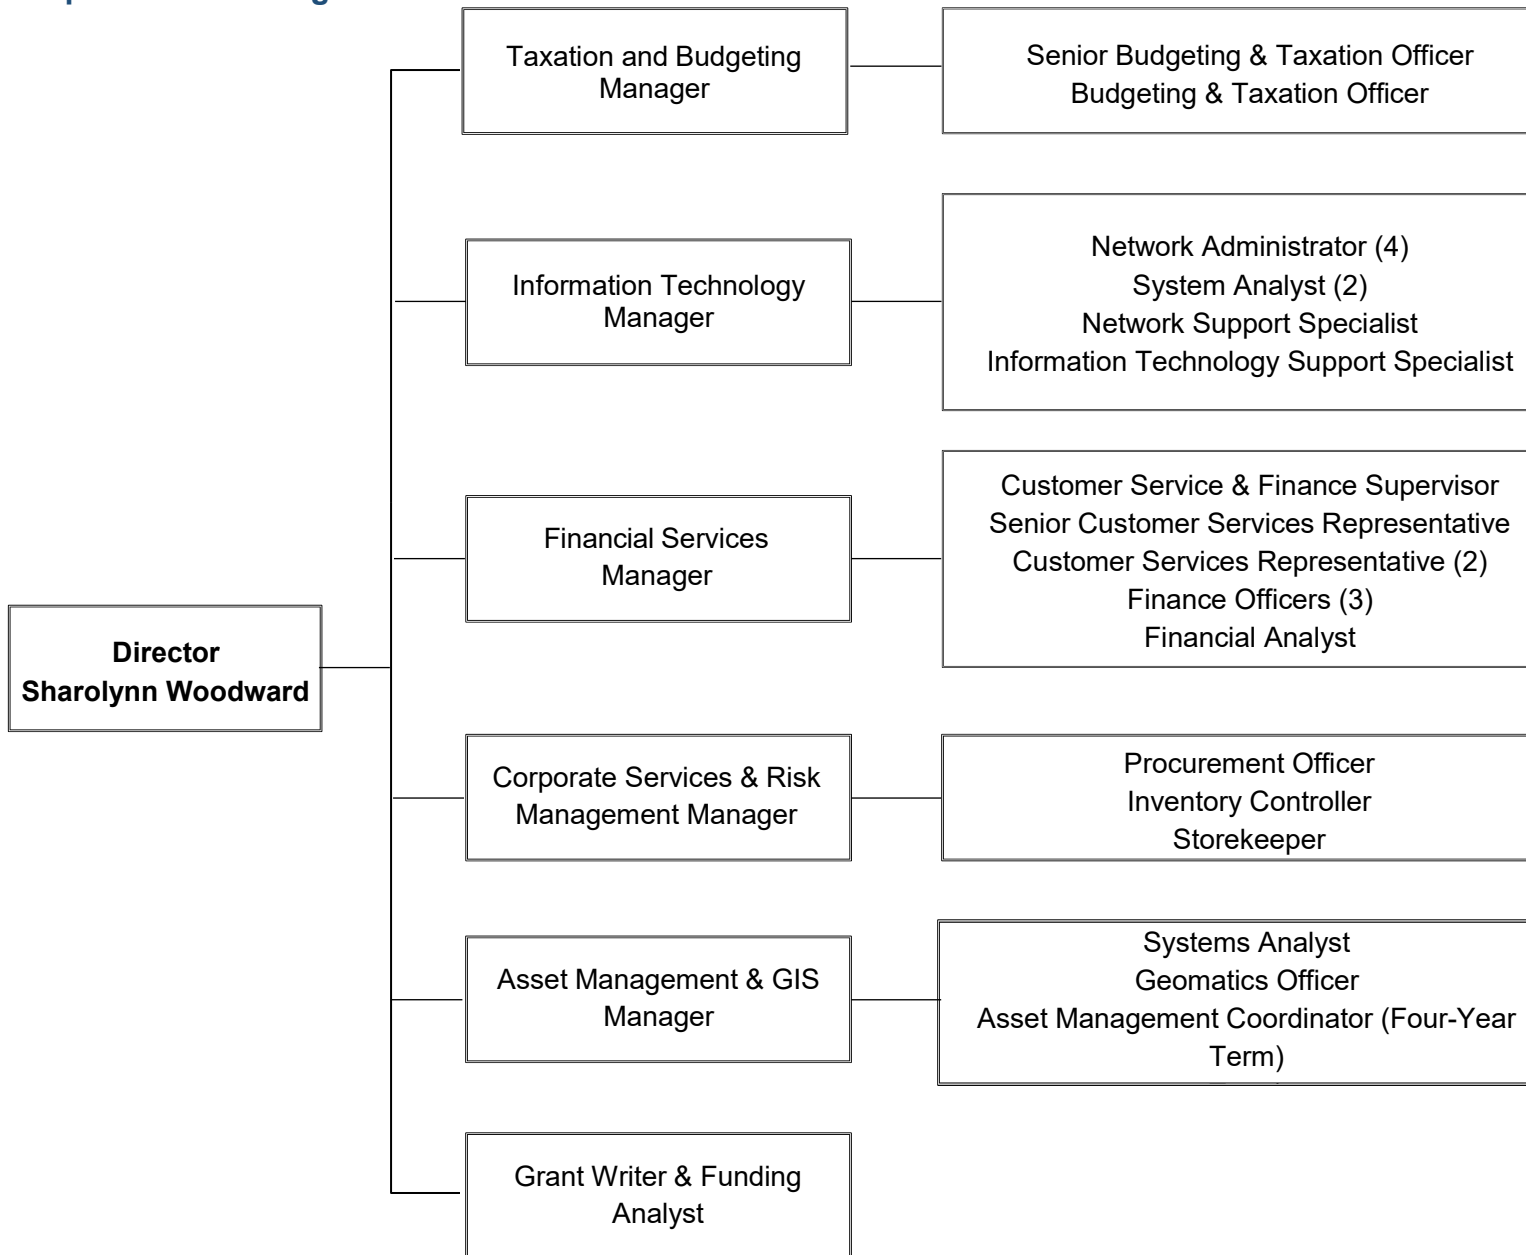 Taxation and Budgeting
Manager
Senior Budgeting & Taxation Officer
Budgeting & Taxation Officer
Information Technology
Manager
Network Administrator (4)
System Analyst (2)
Network Support Specialist
Information Technology Support Specialist
Financial Services
Manager
Customer Service & Finance Supervisor
Senior Customer Services Representative
Customer Services Representative (2)
Finance Officers (3)
Financial Analyst
Director
Sharolynn Woodward
Corporate Services & Risk
Management Manager
Procurement Officer
Inventory Controller
Storekeeper
Asset Management & GIS
Manager
Systems Analyst
Geomatics Officer
Asset Management Coordinator (Four-Year
Term)
Grant Writer & Funding
Analyst